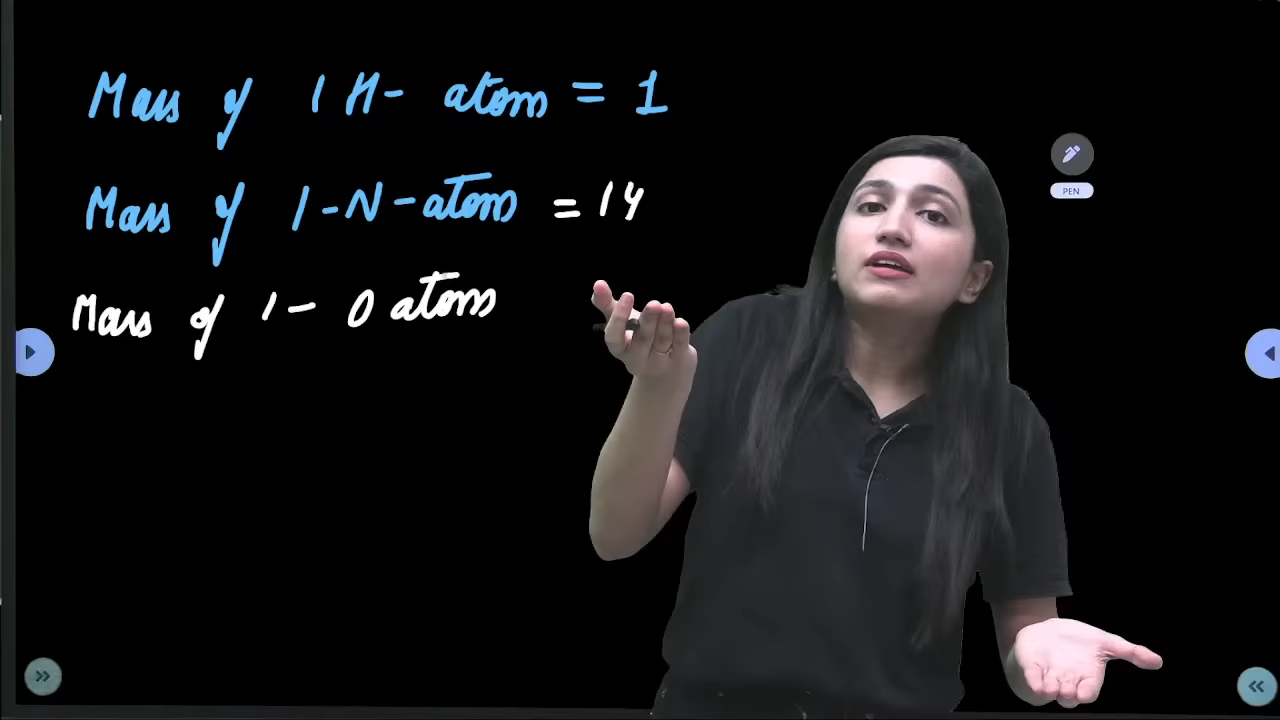 Mass of 1 H- atom = 1
Mass of 1-N-atom = 14
Mass of 1- O atom
PEN